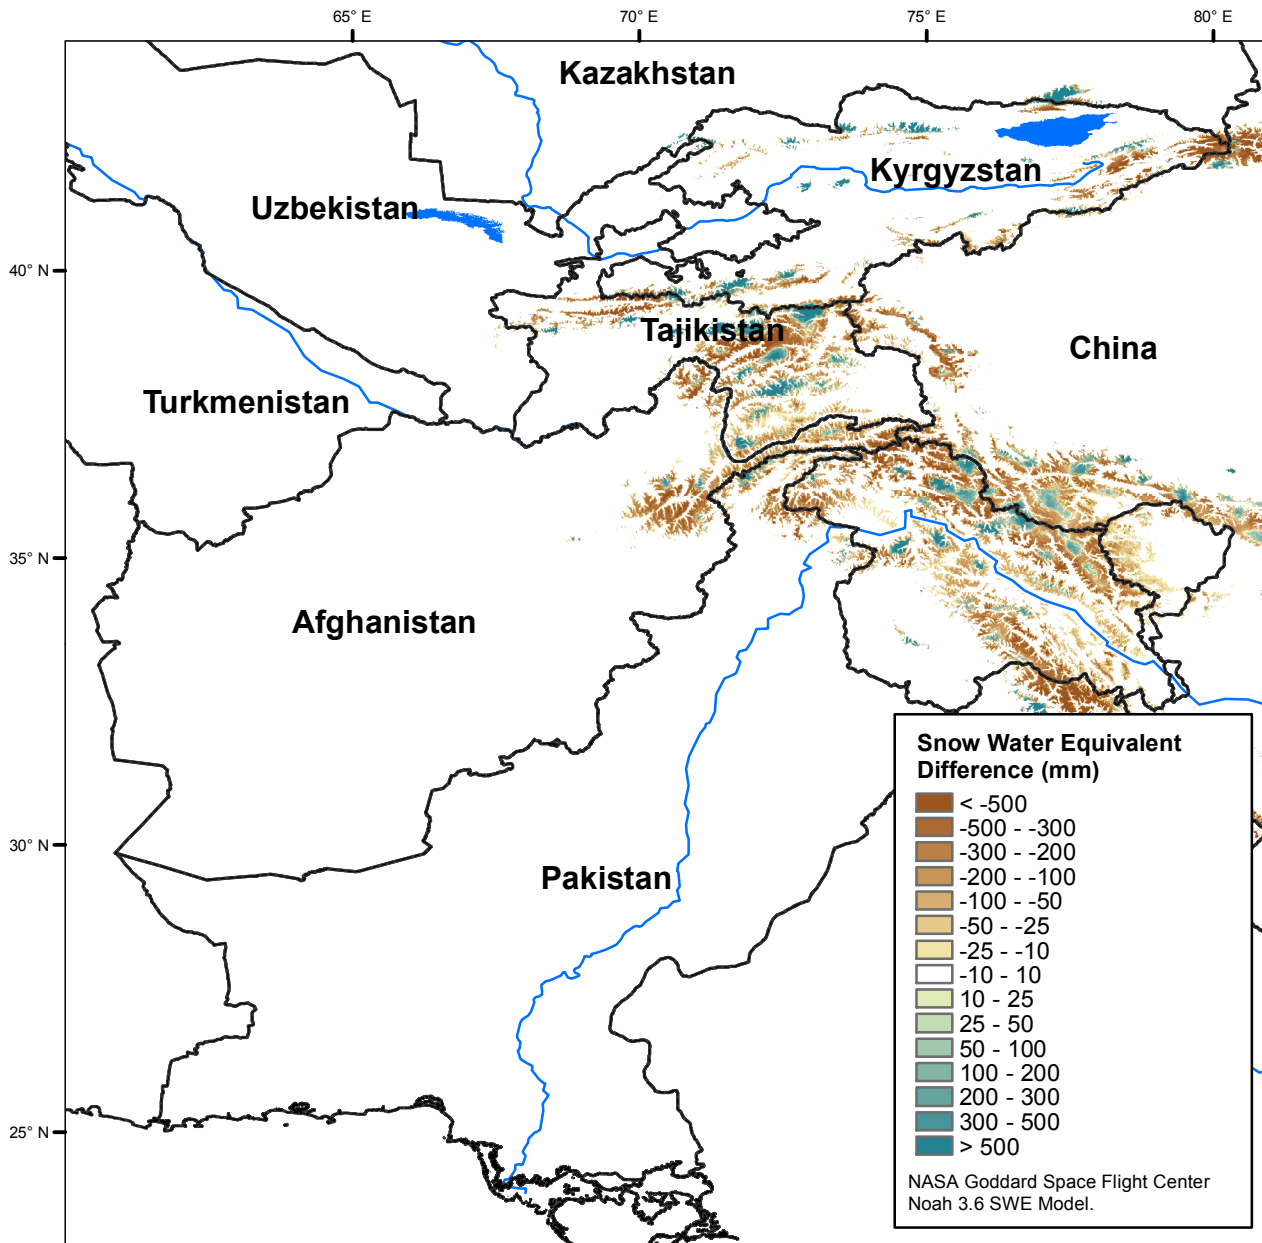 65° E
70° E
75° E
80° E
Kazakhstan
Kyrgyzstan
Uzbekistan
40° N
Tajikistan
China
Turkmenistan
35° N
Afghanistan
30° N
Pakistan
25° N
Snow Water Equivalent
Difference (mm)
< -500
-500 - -300
-300 - -200
-200 - -100
-100 - -50
-50 - -25
-25 - -10
-10 - 10
10 - 25
25 - 50
50 - 100
100 - 200
200 - 300
300 - 500
> 500
NASA Goddard Space Flight Center
Noah 3.6 SWE Model.